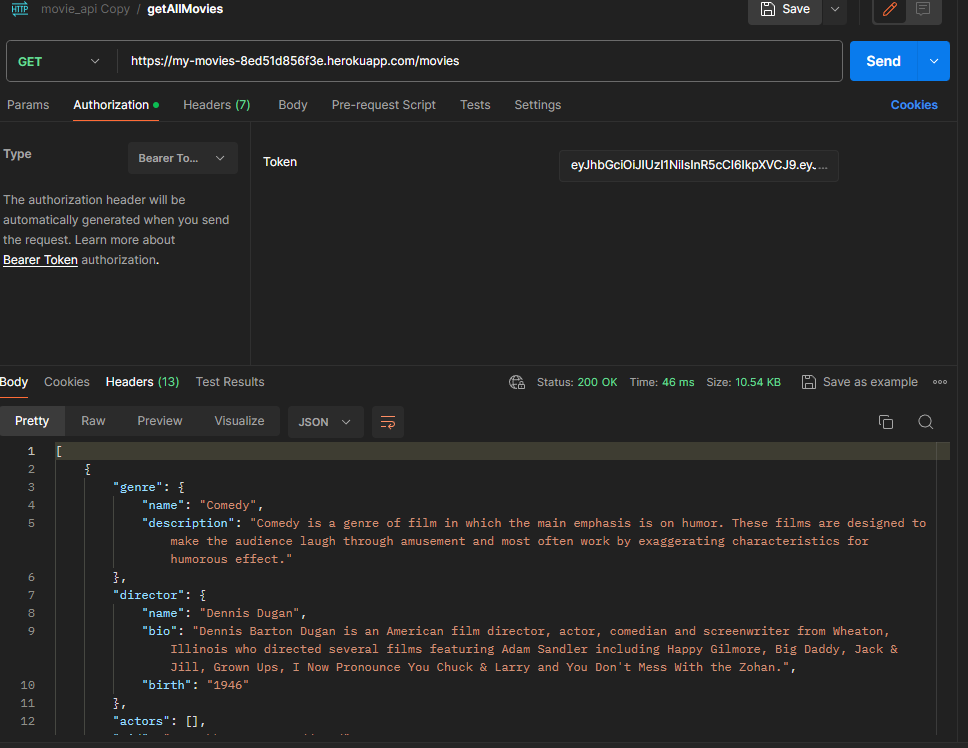 HTTP movie_api Copy / getAllMovies Save
GET https://my-movies-8ed51d856f3e.herokuapp.com/movies Send
Params Authorization Headers (7) Body Pre-request Script Tests Settings Cookies
Type Bearer To... Token eyJhbGciOiJIUzI1NiIsInR5cCI6IkpXVCJ9.ey. ...
The authorization header will be
automatically generated when you send
the request. Learn more about
Bearer Token authorization.
Body Cookies Headers (13) Test Results Status: 200 OK Time: 46 ms Size: 10.54 KB Save as example
Pretty Raw Preview Visualize JSON
1 [
2 {
3 "genre": {
4 "name": "Comedy",
5 "description": "Comedy is a genre of film in which the main emphasis is on humor. These films are designed to
make the audience laugh through amusement and most often work by exaggerating characteristics for
humorous effect."
6 },
7 "director": {
8 "name": "Dennis Dugan",
9 "bio": "Dennis Barton Dugan is an American film director, actor, comedian and screenwriter from Wheaton,
Illinois who directed several films featuring Adam Sandler including Happy Gilmore, Big Daddy, Jack &
Jill, Grown Ups, I Now Pronounce You Chuck & Larry and You Don't Mess With the Zohan.",
10 "birth": "1946"
11 },
12 "actors": [],